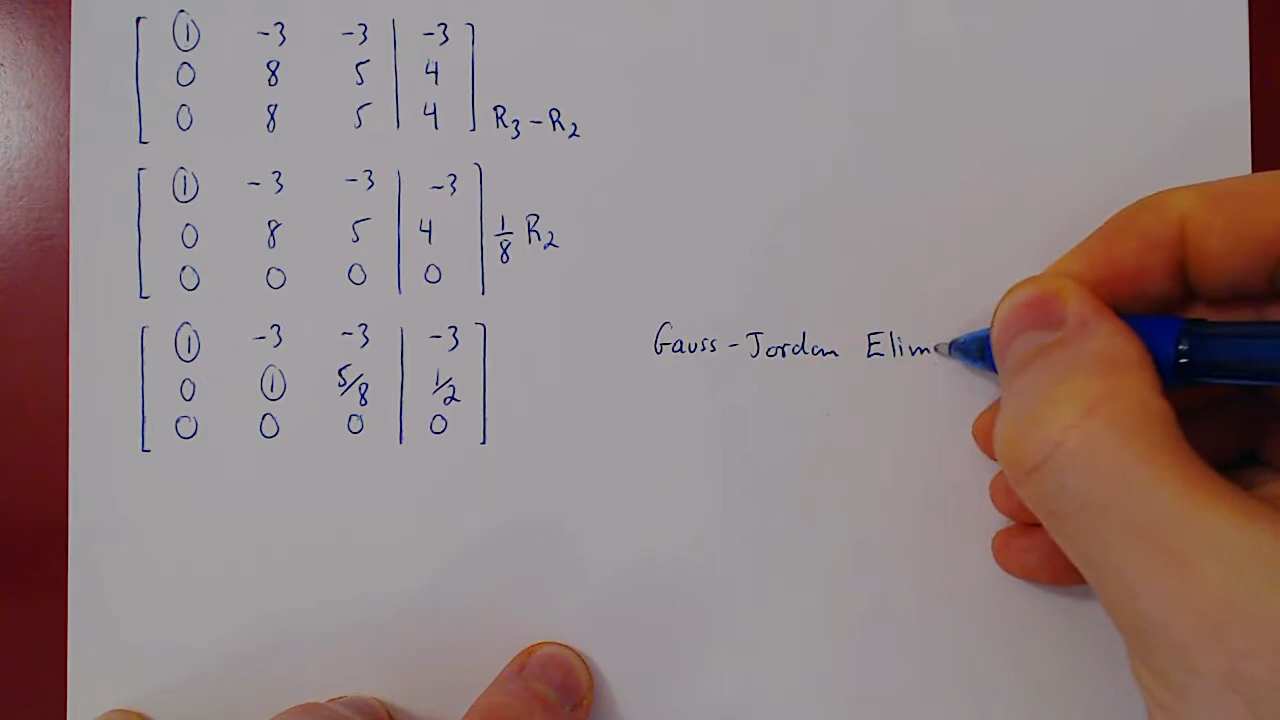 1 -3 -3 -3
0 8 5 4
0 8 5 4 R3 - R2
1 -3 -3 -3
0 8 5 4 1/8 R2
0 0 0 0
1 -3 -3 -3
0 1 5/8 1/2
0 0 0 0
Gauss-Jordan Elim